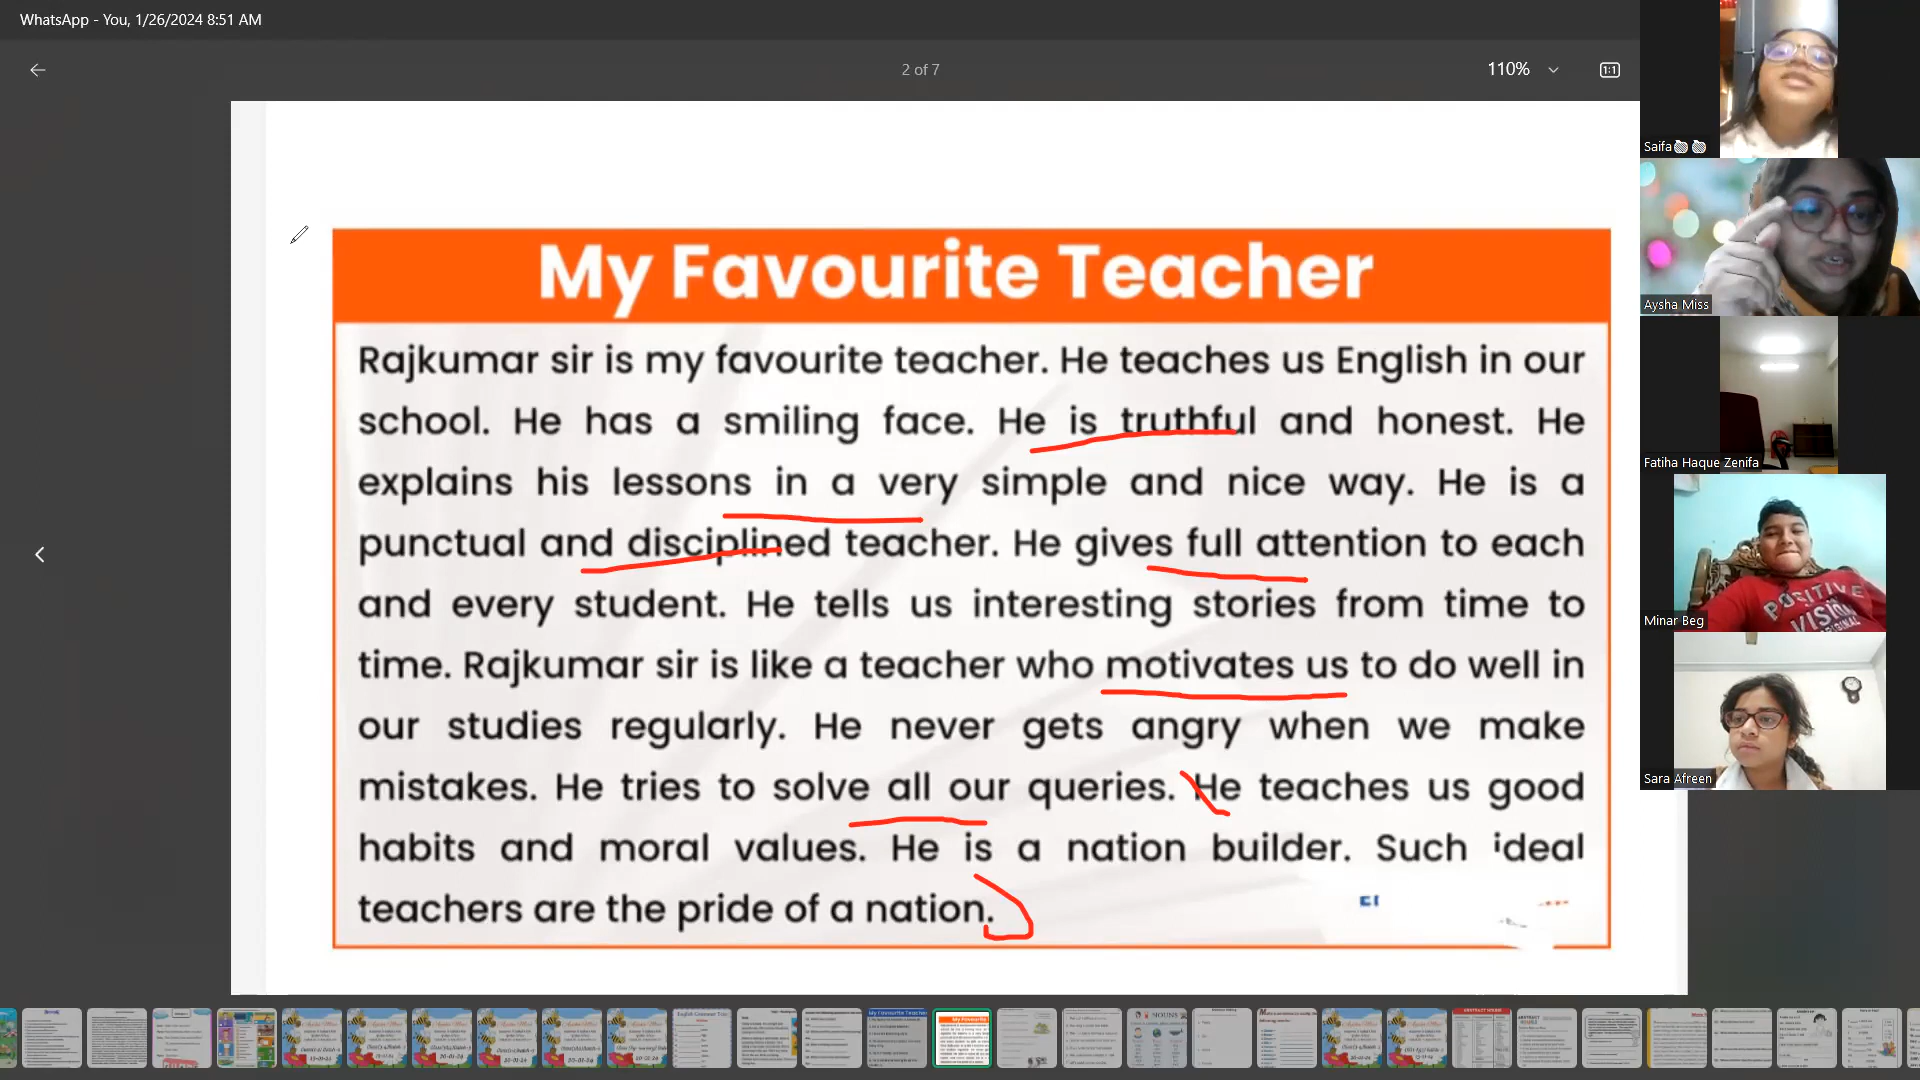 WhatsApp - You, 1/26/2024 8:51 AM
2 of 7
110%
1:1
My Favourite Teacher
Rajkumar sir is my favourite teacher. He teaches us English in our
school. He has a smiling face. He is truthful and honest. He
explains his lessons in a very simple and nice way. He is a
punctual and disciplined teacher. He gives full attention to each
and every student. He tells us interesting stories from time to
time. Rajkumar sir is like a teacher who motivates us to do well in
our studies regularly. He never gets angry when we make
mistakes. He tries to solve all our queries. He teaches us good
habits and moral values. He is a nation builder. Such ideal
teachers are the pride of a nation.
Saifa
Aysha Miss
Fatiha Haque Zenifa
Minar Beg
POSITIVE
VISION
ORIGINAL
Sara Afreen
My Favourite Teacher
NOUNS